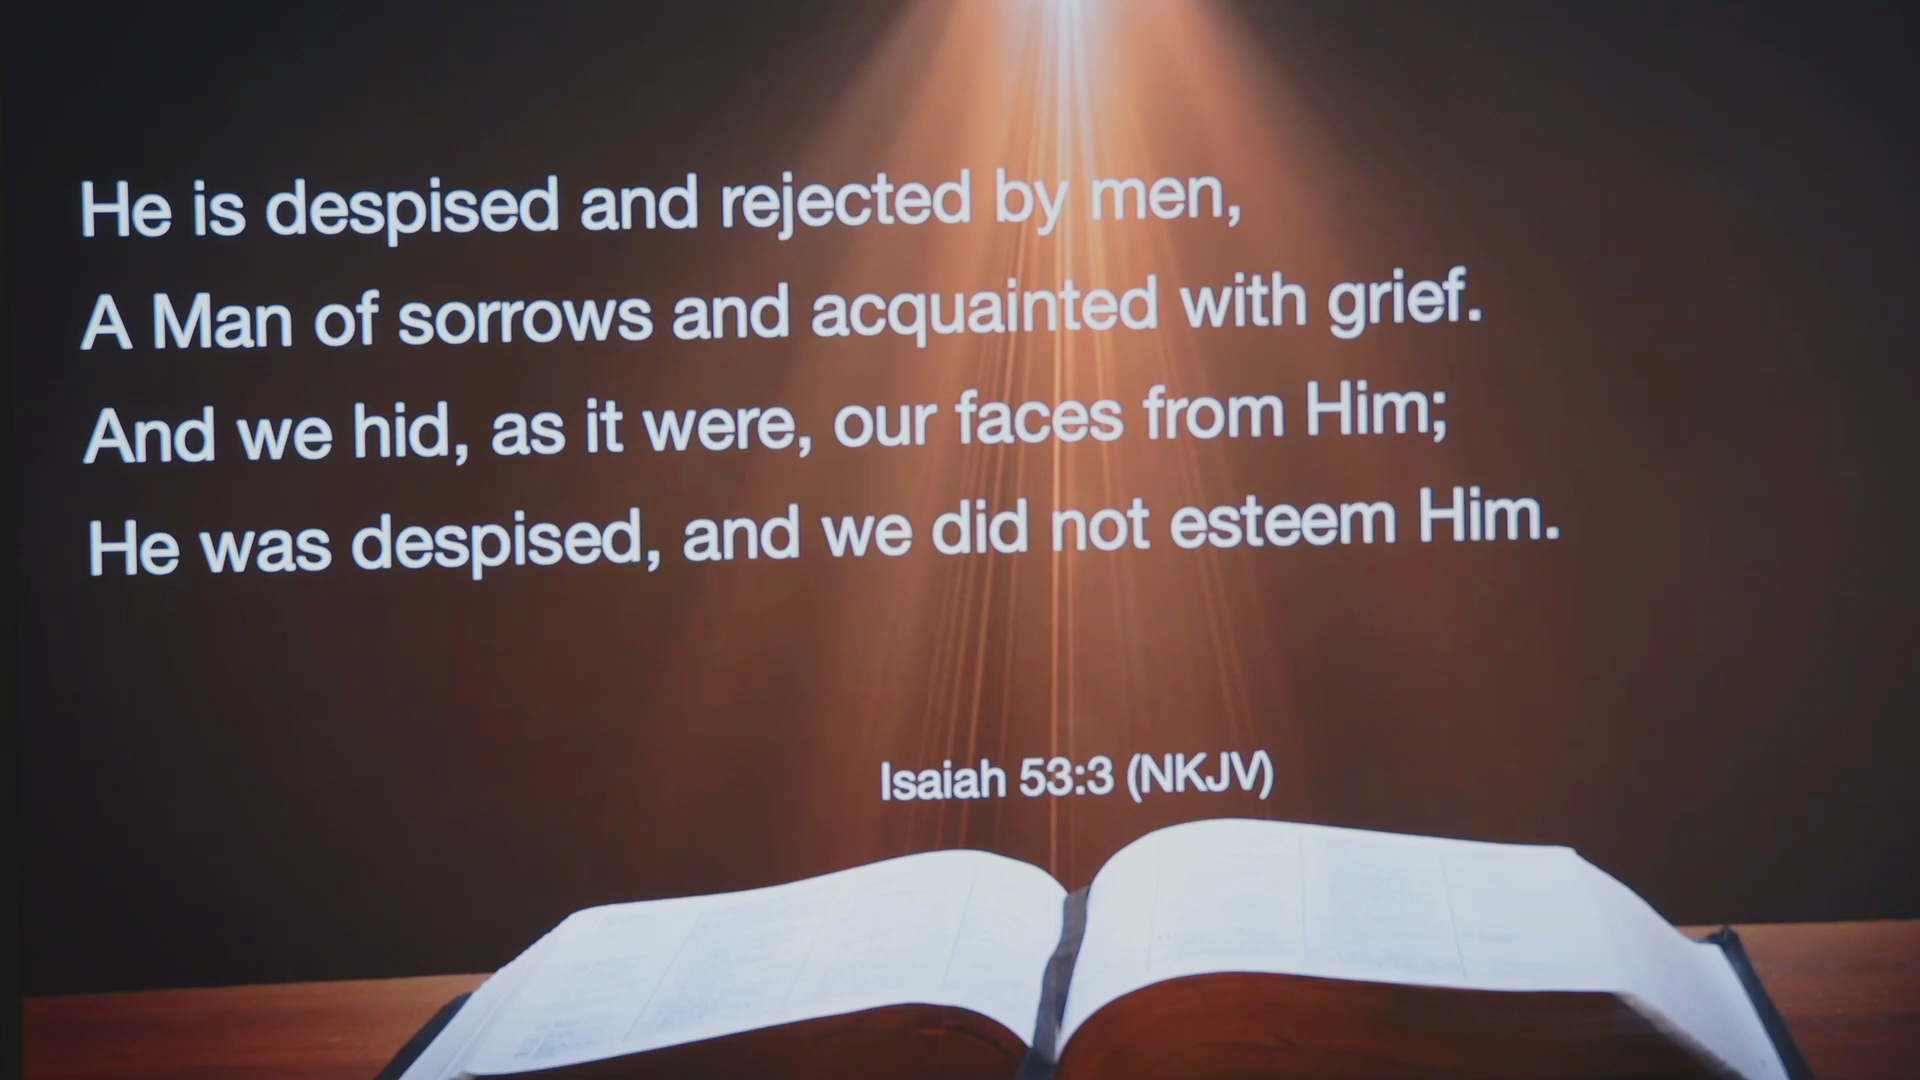 He is despised and rejected by men,
A Man of sorrows and acquainted with grief.
And we hid, as it were, our faces from Him;
He was despised, and we did not esteem Him.
Isaiah 53:3 (NKJV)